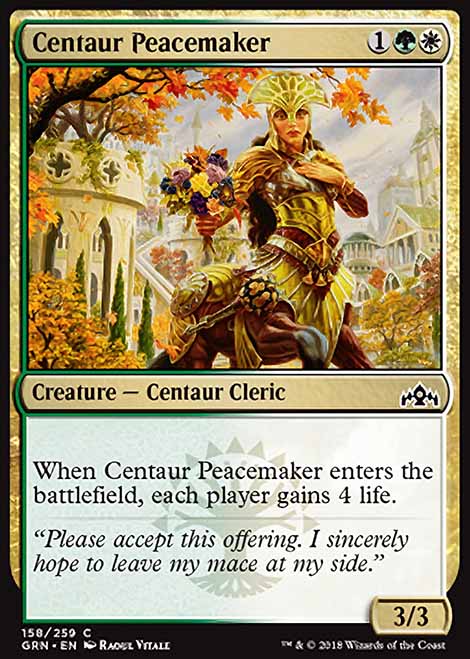 Centaur Peacemaker 1
Creature — Centaur Cleric
When Centaur Peacemaker enters the
battlefield, each player gains 4 life.
“Please accept this offering. I sincerely
hope to leave my mace at my side.”
3/3
158/259 C
GRN • EN Raoul Vitale
™ & © 2018 Wizards of the Coast